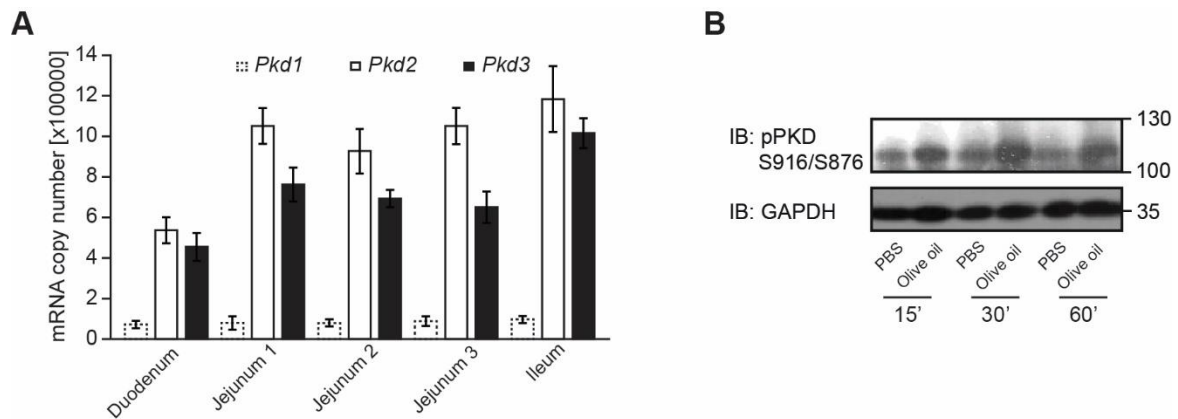 A
mRNA copy number [x100000]
14
12
10
8
6
4
2
0
Pkd1 Pkd2 Pkd3
Duodenum
Jejunum 1
Jejunum 2
Jejunum 3
Ileum
B
IB: pPKD
S916/S876
130
100
IB: GAPDH
35
PBS
Olive oil
PBS
Olive oil
PBS
Olive oil
15’ 30’ 60’